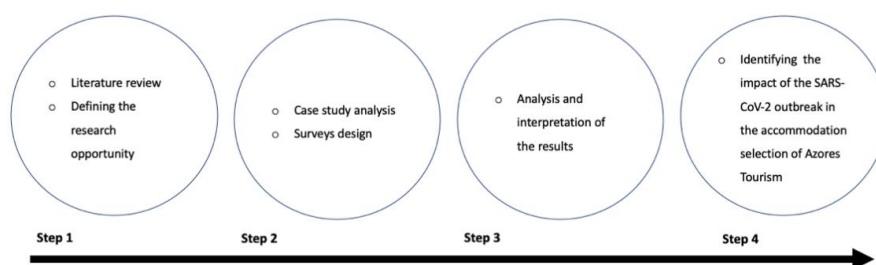 Literature review
Defining the
research
opportunity
Case study analysis
Surveys design
Analysis and
interpretation of
the results
Identifying the
impact of the SARS-
CoV-2 outbreak in
the accommodation
selection of Azores
Tourism
Step 1
Step 2
Step 3
Step 4